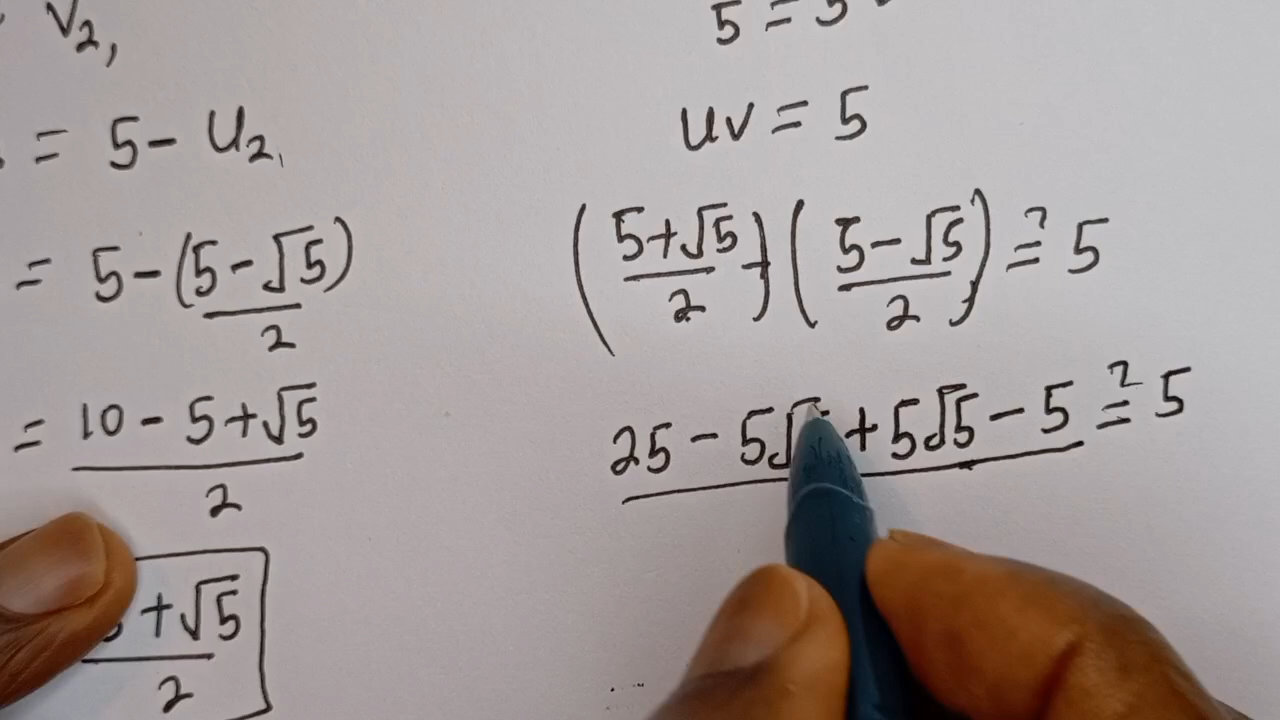 V₂,
= 5 - U₂,
= 5 - (5 - √5)/2
= (10 - 5 + √5)/2
+ √5 / 2
5 = 5
uv = 5
((5 + √5)/2) ((5 - √5)/2) ≟ 5
25 - 5√ + 5√5 - 5 ≟ 5